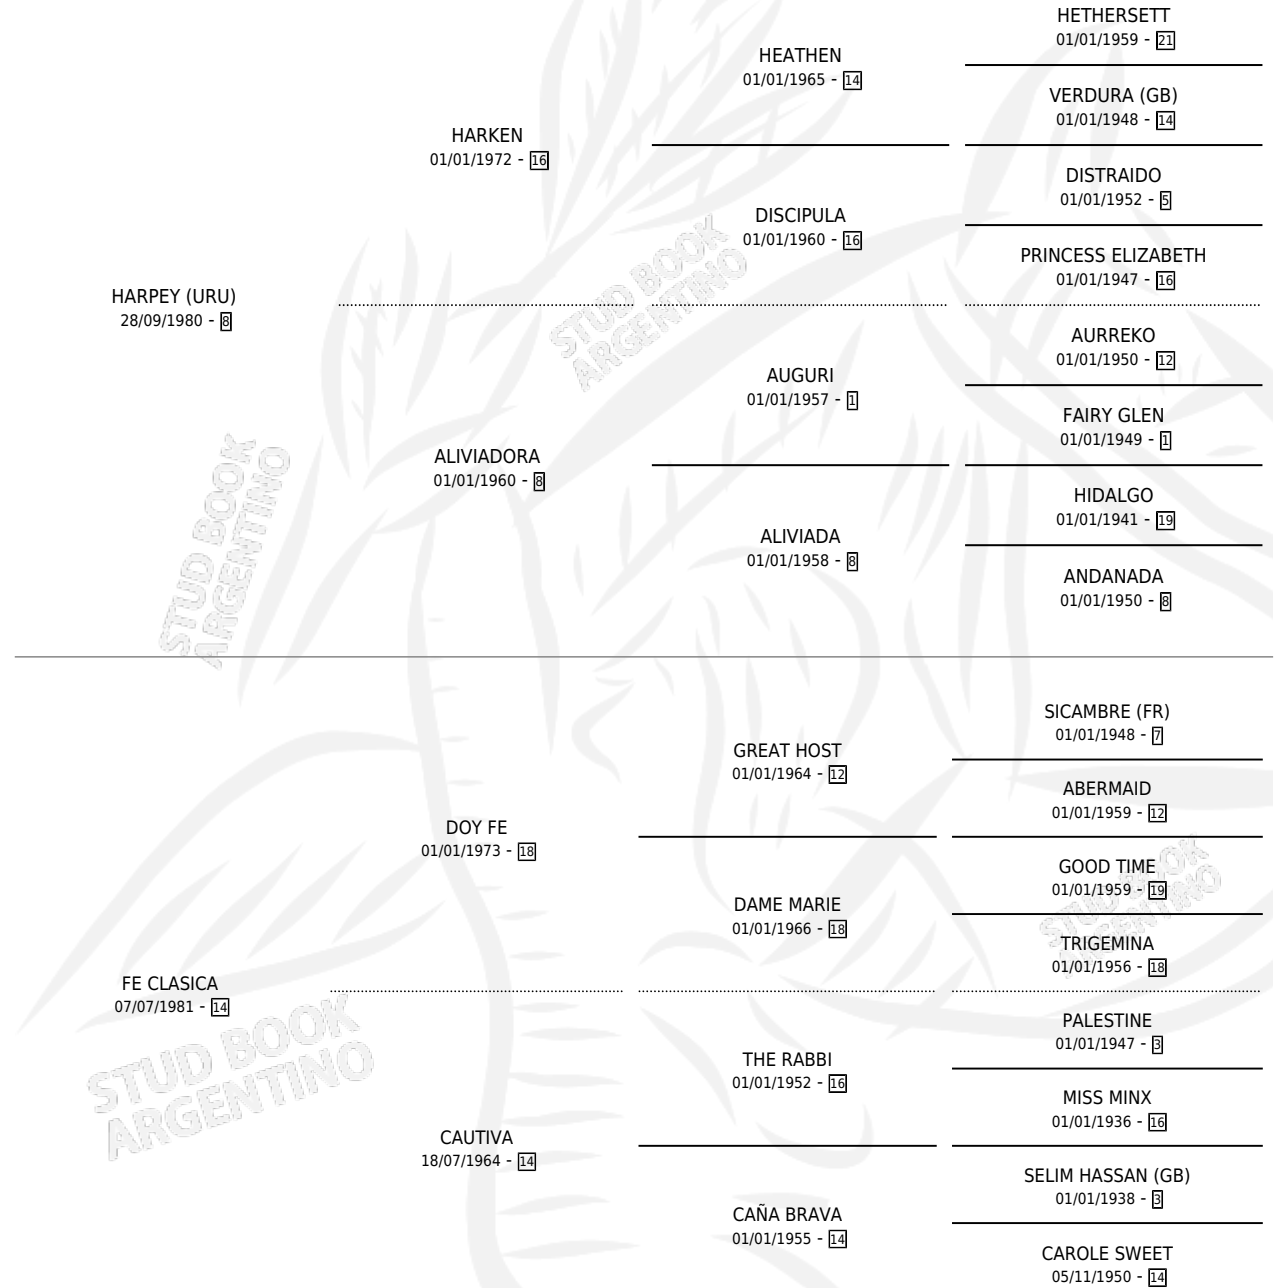 HETHERSETT
01/01/1959 - 21
HEATHEN
01/01/1965 - 14
VERDURA (GB)
01/01/1948 - 14
HARKEN
01/01/1972 - 16
DISTRAIDO
01/01/1952 - 5
DISCIPULA
01/01/1960 - 16
PRINCESS ELIZABETH
01/01/1947 - 16
HARPEY (URU)
28/09/1980 - 8
STUD BOOK
ARGENTINO
AURREKO
01/01/1950 - 12
AUGURI
01/01/1957 - 1
FAIRY GLEN
01/01/1949 - 1
ALIVIADORA
01/01/1960 - 8
HIDALGO
01/01/1941 - 19
ALIVIADA
01/01/1958 - 8
ANDANADA
01/01/1950 - 8
STUD BOOK
ARGENTINO
SICAMBRE (FR)
01/01/1948 - 7
GREAT HOST
01/01/1964 - 12
ABERMAID
01/01/1959 - 12
DOY FE
01/01/1973 - 18
GOOD TIME
01/01/1959 - 19
DAME MARIE
01/01/1966 - 18
TRIGEMINA
01/01/1956 - 18
STUD BOOK
ARGENTINO
FE CLASICA
07/07/1981 - 14
PALESTINE
01/01/1947 - 3
THE RABBI
01/01/1952 - 16
MISS MINX
01/01/1936 - 16
STUD BOOK
ARGENTINO
CAUTIVA
18/07/1964 - 14
SELIM HASSAN (GB)
01/01/1938 - 3
CAÑA BRAVA
01/01/1955 - 14
CAROLE SWEET
05/11/1950 - 14